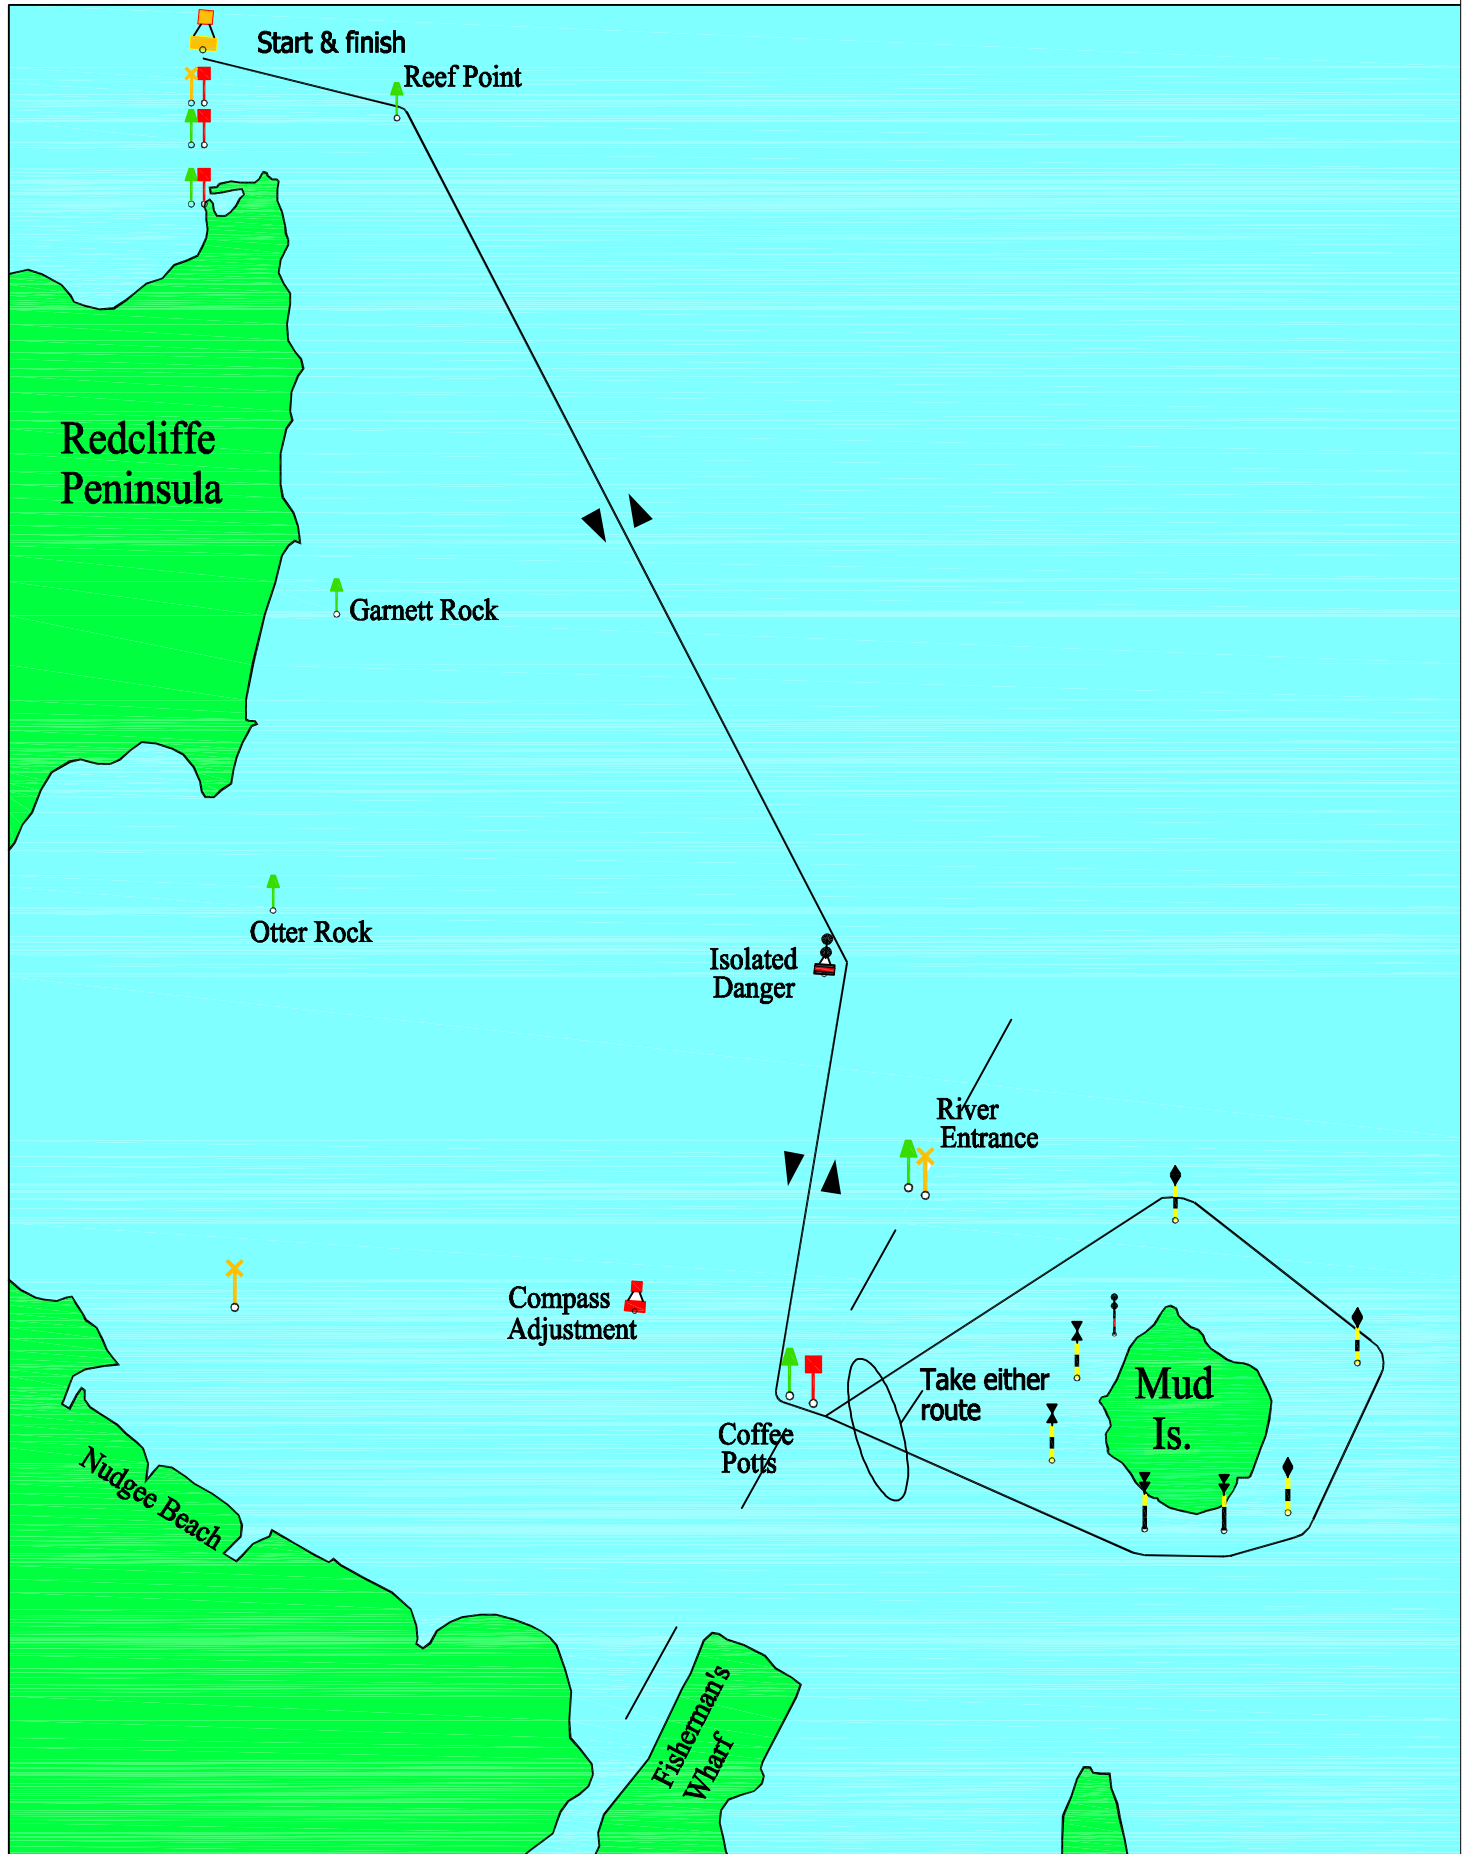 Start & finish
Reef Point
Redcliffe
Peninsula
Garnett Rock
Otter Rock
Isolated
Danger
River
Entrance
Compass
Adjustment
Take either
route
Mud
Is.
Coffee
Potts
Nudgee Beach
Fisherman's
Wharf